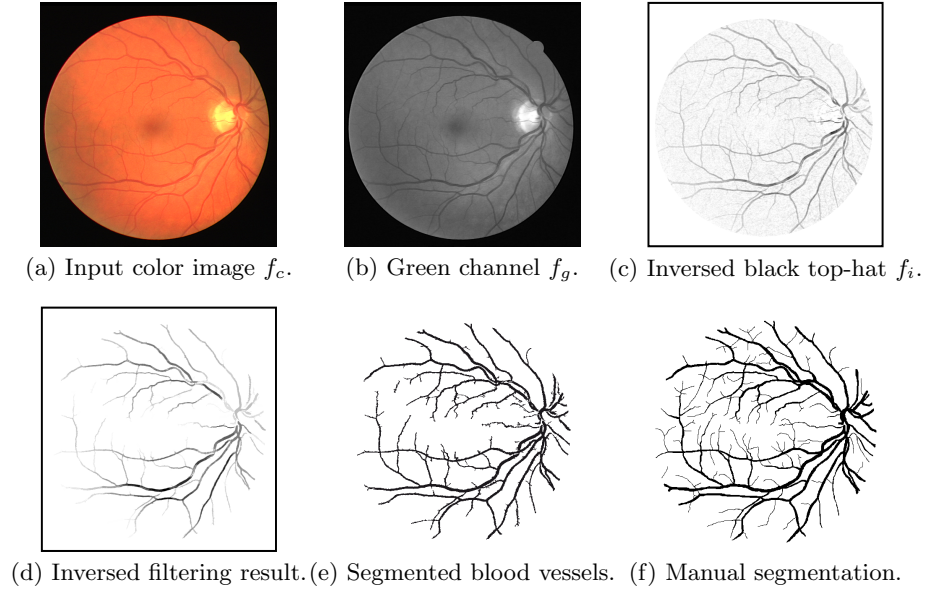 (a) Input color image f_c.
(b) Green channel f_g.
(c) Inversed black top-hat f_i.
(d) Inversed filtering result.
(e) Segmented blood vessels.
(f) Manual segmentation.